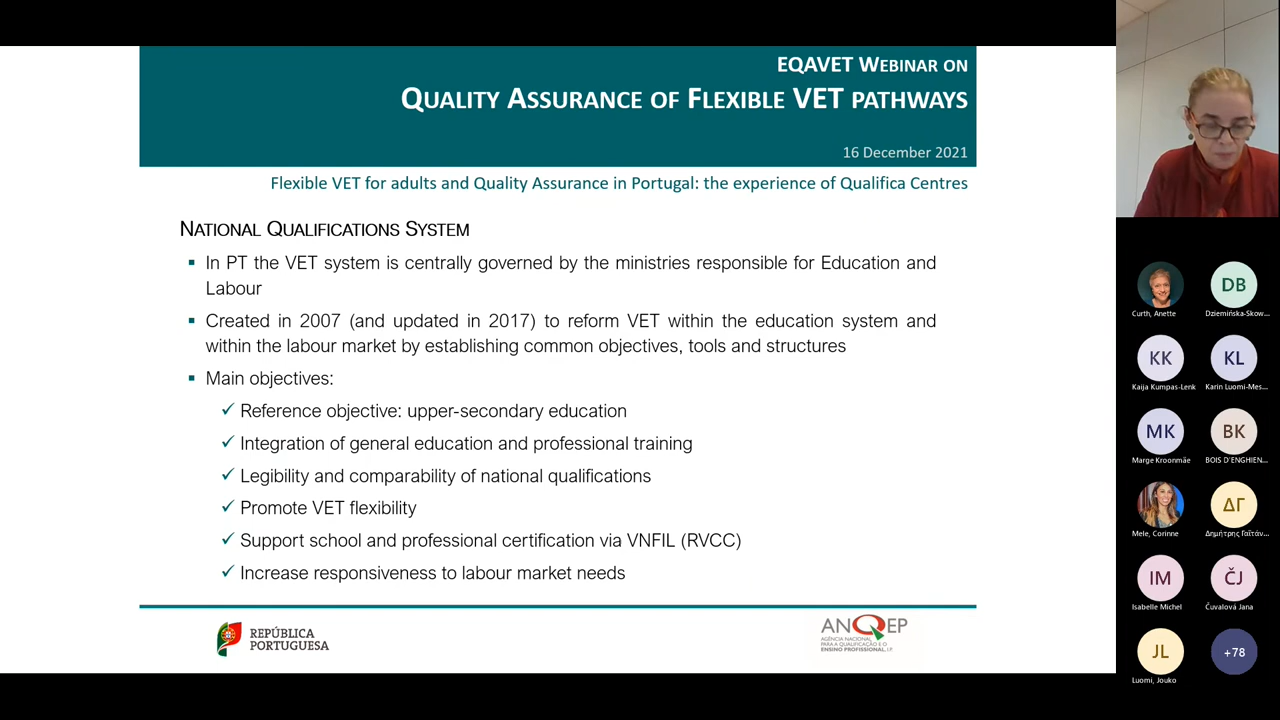 EQAVET WEBINAR ON
QUALITY ASSURANCE OF FLEXIBLE VET PATHWAYS
16 December 2021
Flexible VET for adults and Quality Assurance in Portugal: the experience of Qualifica Centres
NATIONAL QUALIFICATIONS SYSTEM
▪ In PT the VET system is centrally governed by the ministries responsible for Education and
Labour
▪ Created in 2007 (and updated in 2017) to reform VET within the education system and
within the labour market by establishing common objectives, tools and structures
▪ Main objectives:
✓ Reference objective: upper-secondary education
✓ Integration of general education and professional training
✓ Legibility and comparability of national qualifications
✓ Promote VET flexibility
✓ Support school and professional certification via VNFIL (RVCC)
✓ Increase responsiveness to labour market needs
REPÚBLICA
PORTUGUESA
ANQEP
AGÊNCIA NACIONAL
PARA A QUALIFICAÇÃO E O
ENSINO PROFISSIONAL, I.P.
Curth, Anette
DB
Dziemińska-Skow...
KK
Kaija Kumpas-Lenk
KL
Karin Luomi-Mes...
MK
Marge Kroonmäe
BK
BOIS D'ENGHIEN...
Mele, Corinne
ΔΓ
Δημήτρης Γαϊτάν...
IM
Isabelle Michel
ČJ
Čuvalová Jana
JL
Luomi, Jouko
+78